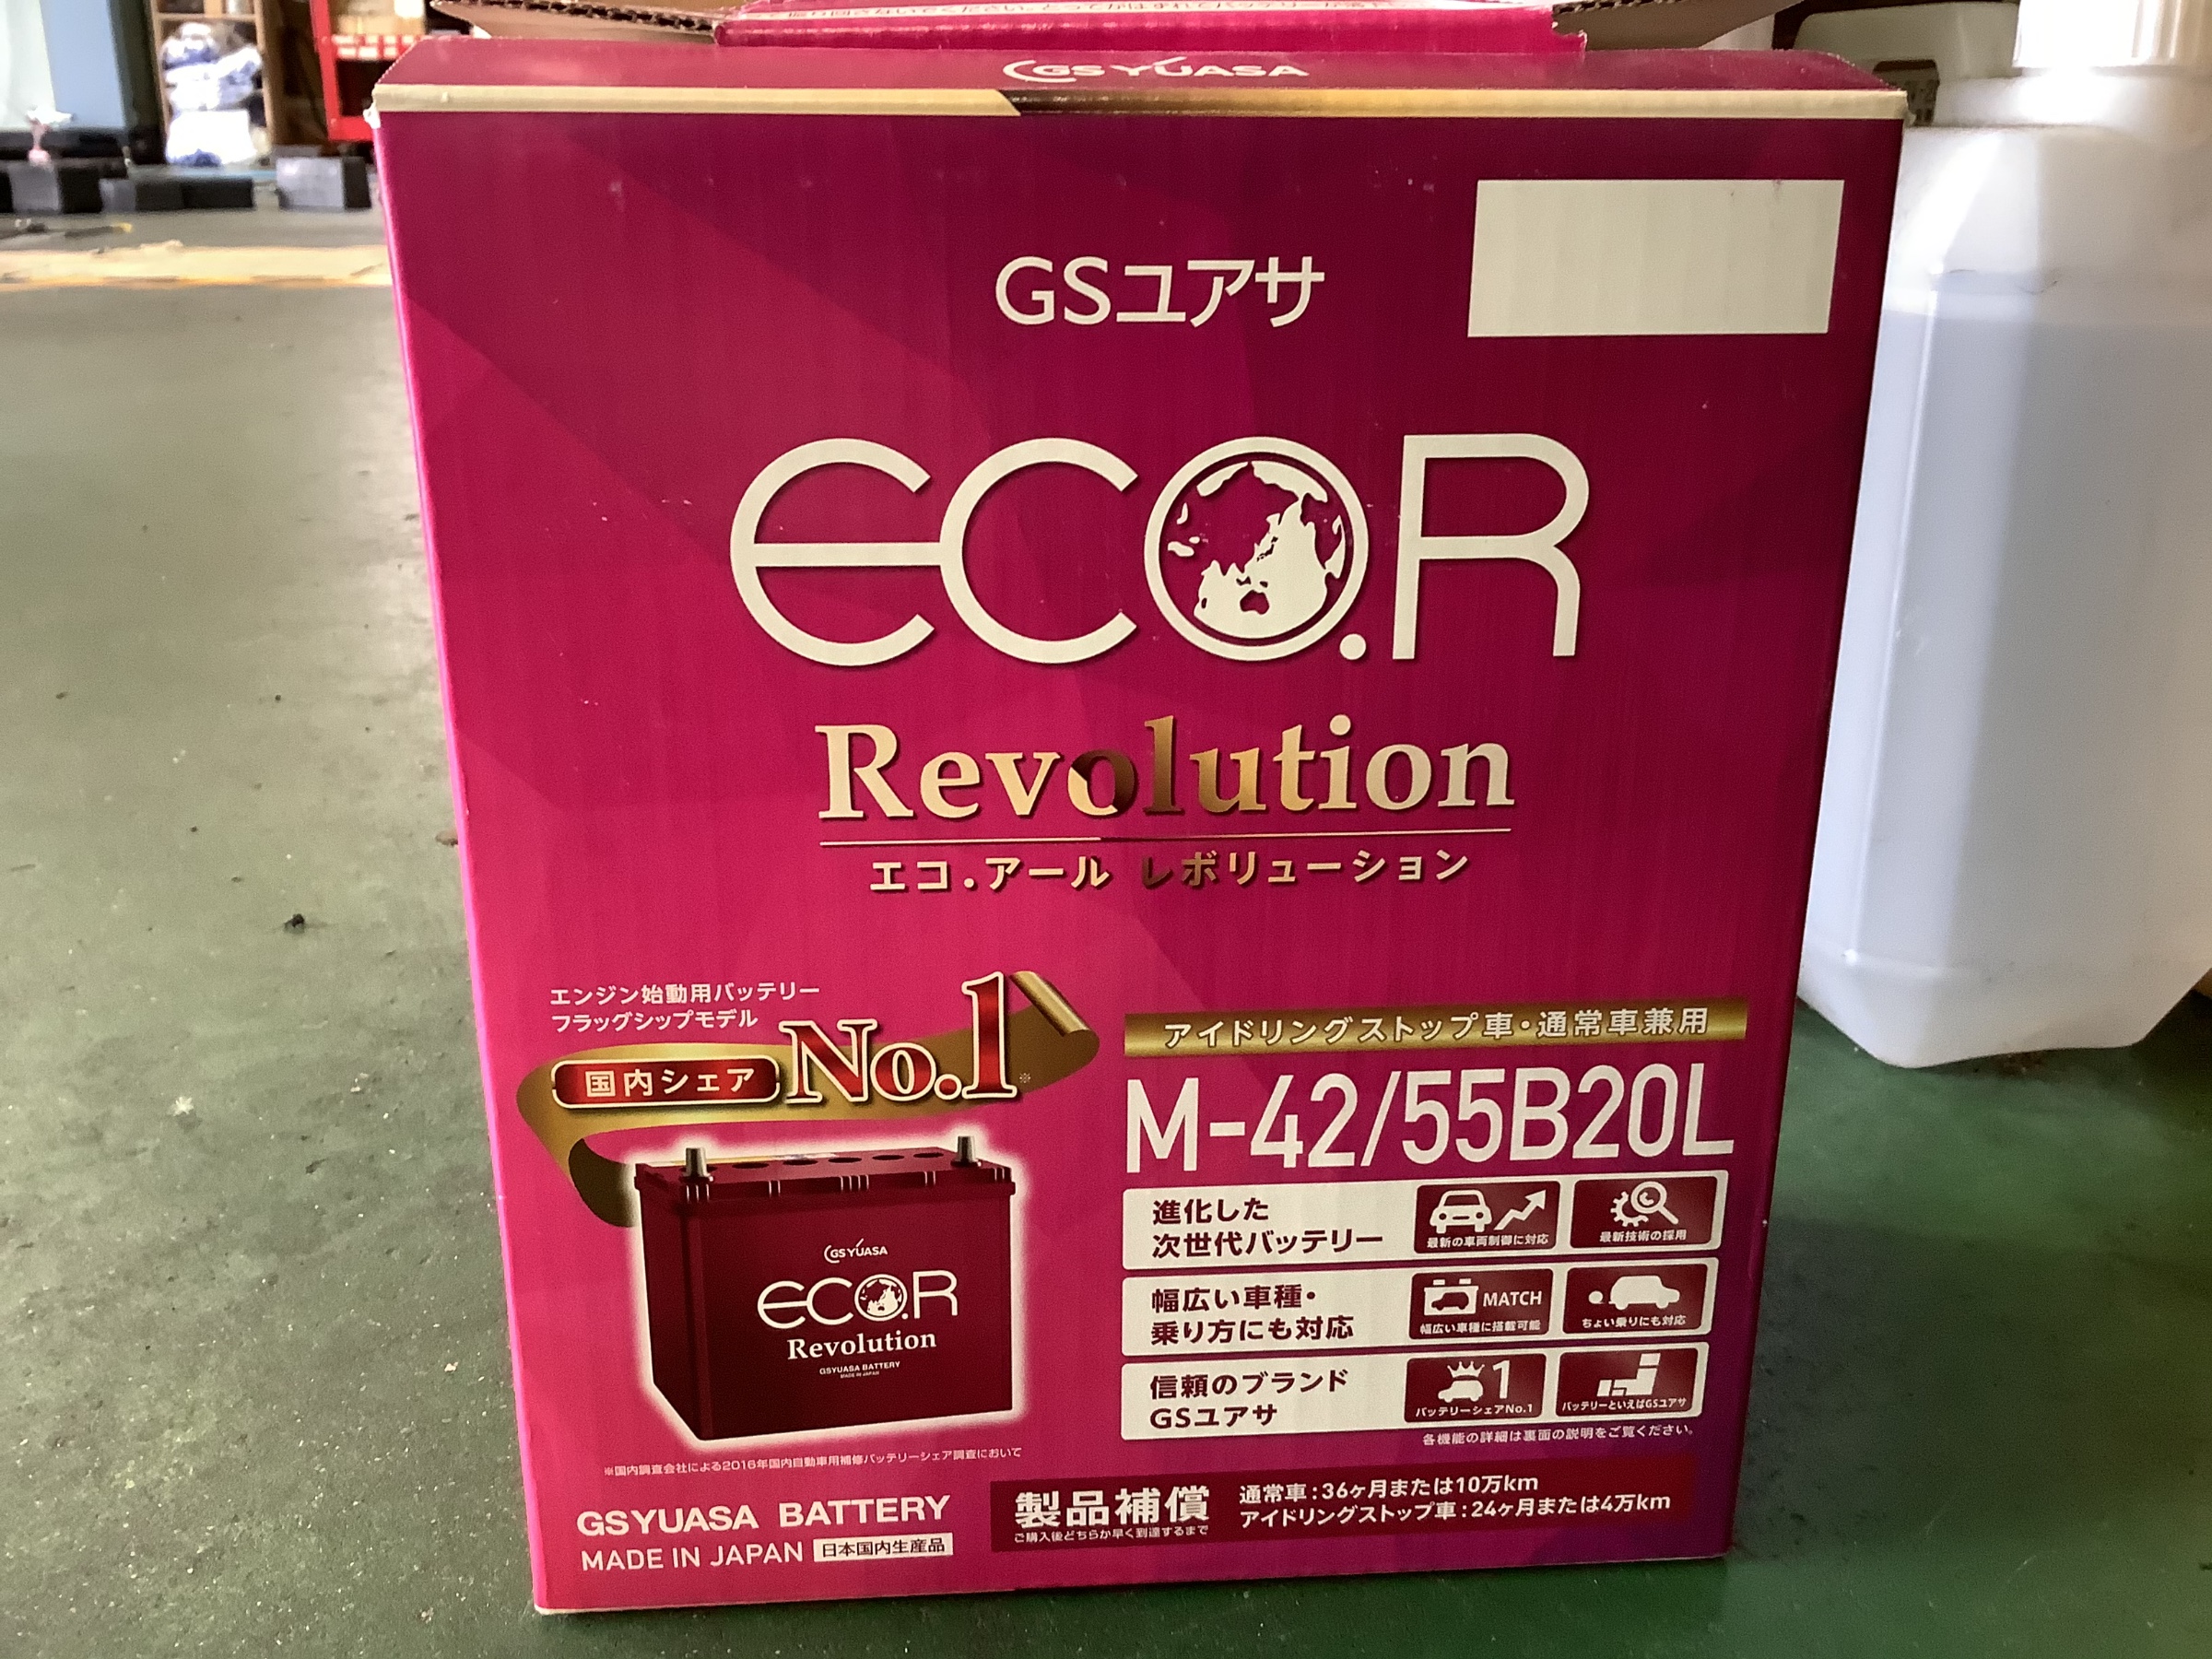 GS YUASA
GSユアサ
ECO.R
Revolution
エコ.アール レボリューション
エンジン始動用バッテリー
フラッグシップモデル
国内シェア No.1※
GS YUASA
ECO.R
Revolution
GSYUASA BATTERY
MADE IN JAPAN
※国内調査会社による2016年国内自動車用補修バッテリーシェア調査において
GSYUASA BATTERY
MADE IN JAPAN 日本国内生産品
アイドリングストップ車・通常車兼用
M-42/55B20L
進化した
次世代バッテリー
最新の車両制御に対応
最新技術の採用
幅広い車種・
乗り方にも対応
MATCH
幅広い車種に搭載可能
ちょい乗りにも対応
信頼のブランド
GSユアサ
1
バッテリーシェアNo.1
バッテリーといえばGSユアサ
各機能の詳細は裏面の説明をご覧ください。
製品補償
ご購入後どちらか早く到達するまで
通常車：36ヶ月または10万km
アイドリングストップ車：24ヶ月または4万km